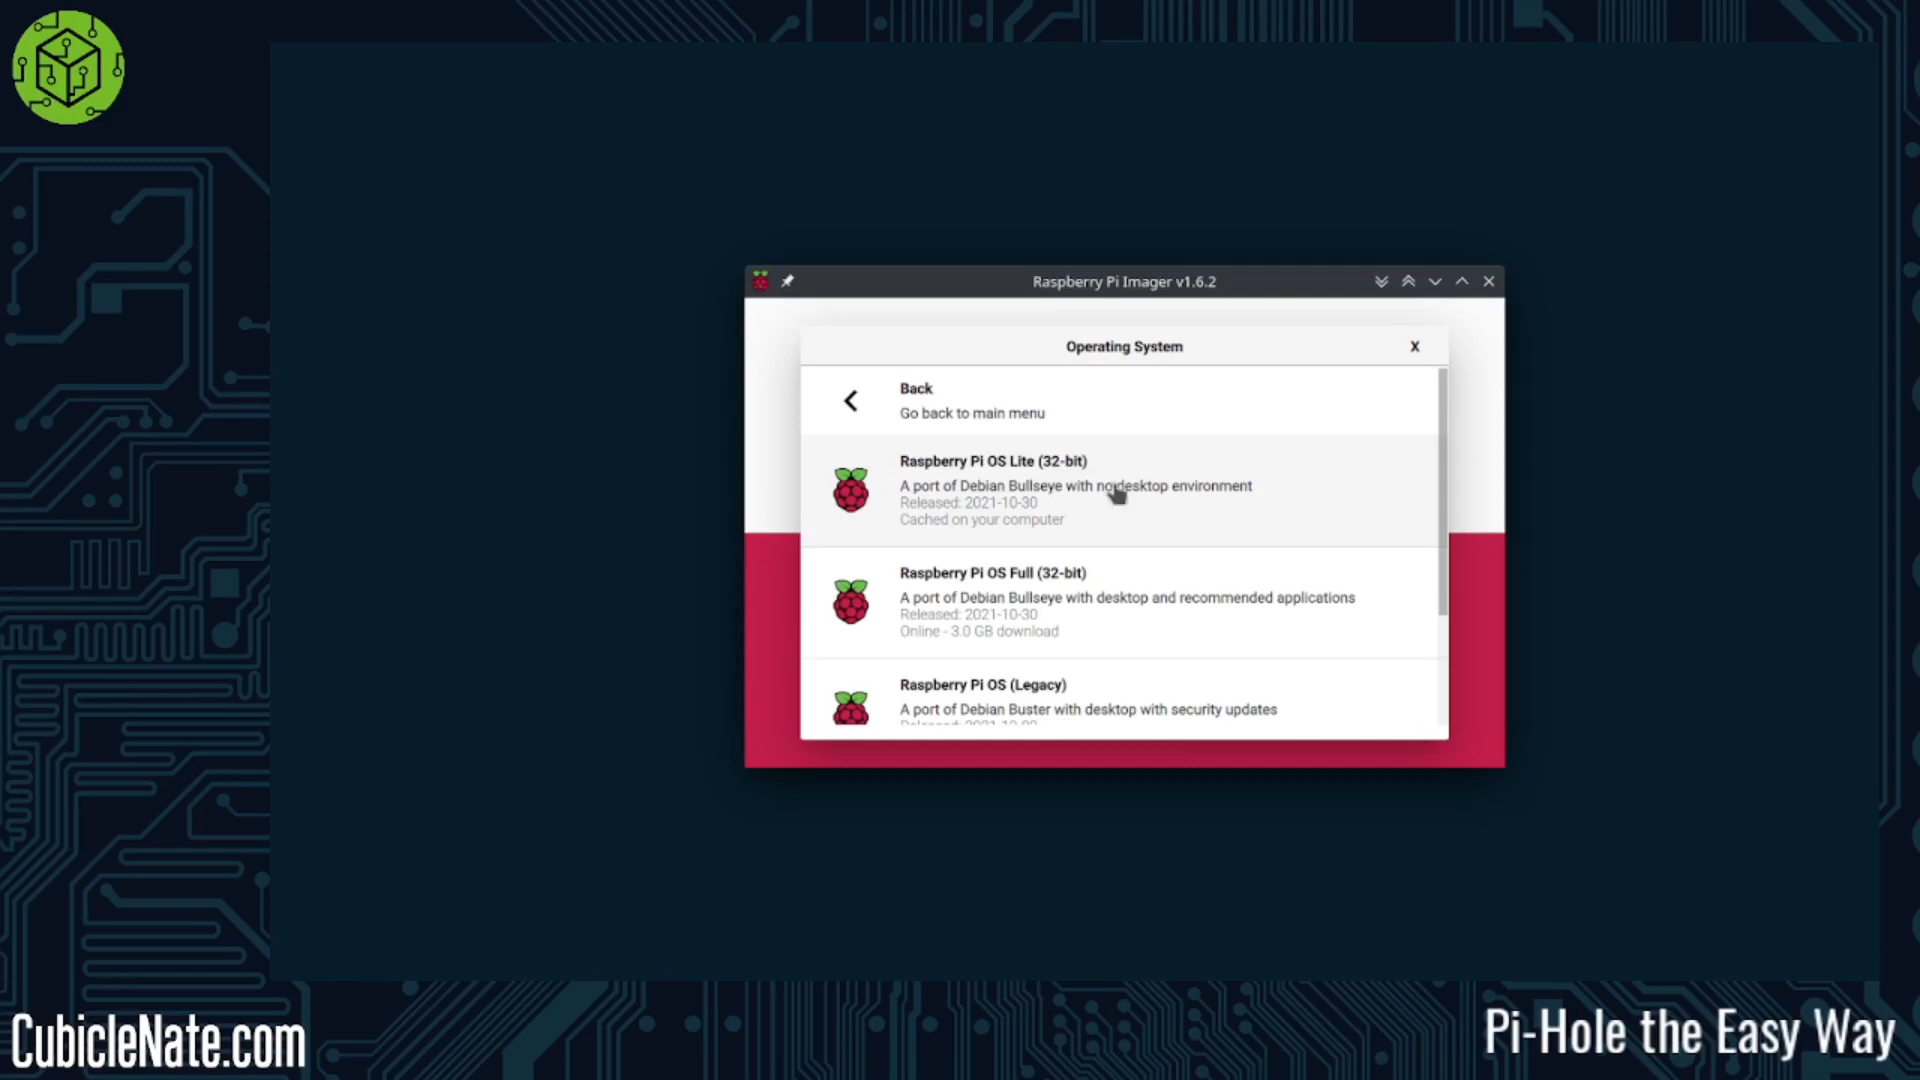 Raspberry Pi Imager v1.6.2
Operating System
X
Back
Go back to main menu
Raspberry Pi OS Lite (32-bit)
A port of Debian Bullseye with no desktop environment
Released: 2021-10-30
Cached on your computer
Raspberry Pi OS Full (32-bit)
A port of Debian Bullseye with desktop and recommended applications
Released: 2021-10-30
Online - 3.0 GB download
Raspberry Pi OS (Legacy)
A port of Debian Buster with desktop with security updates
CubicleNate.com
Pi-Hole the Easy Way